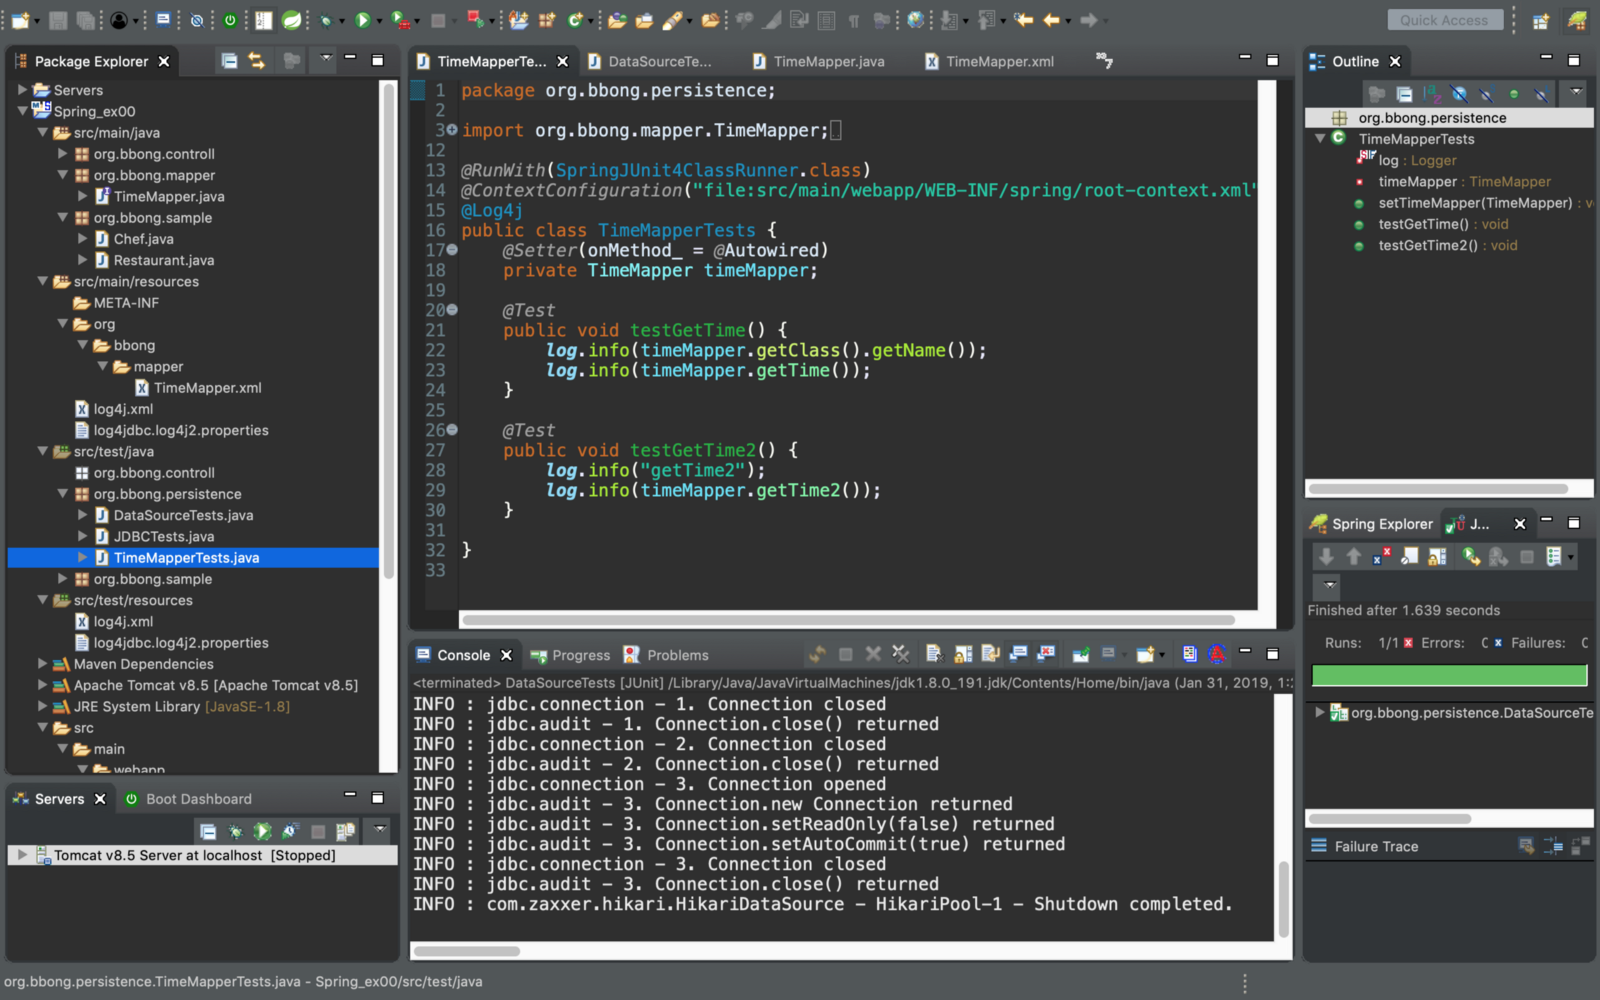 Quick Access
Package Explorer
Servers
Spring_ex00
src/main/java
org.bbong.controll
org.bbong.mapper
TimeMapper.java
org.bbong.sample
Chef.java
Restaurant.java
src/main/resources
META-INF
org
bbong
mapper
TimeMapper.xml
log4j.xml
log4jdbc.log4j2.properties
src/test/java
org.bbong.controll
org.bbong.persistence
DataSourceTests.java
JDBCTests.java
TimeMapperTests.java
org.bbong.sample
src/test/resources
log4j.xml
log4jdbc.log4j2.properties
Maven Dependencies
Apache Tomcat v8.5 [Apache Tomcat v8.5]
JRE System Library [JavaSE-1.8]
src
main
webapp
Servers
Boot Dashboard
Tomcat v8.5 Server at localhost [Stopped]
TimeMapperTe...
DataSourceTe...
TimeMapper.java
TimeMapper.xml
»7
1 package org.bbong.persistence;
2
3 import org.bbong.mapper.TimeMapper;
12
13 @RunWith(SpringJUnit4ClassRunner.class)
14 @ContextConfiguration("file:src/main/webapp/WEB-INF/spring/root-context.xml"
15 @Log4j
16 public class TimeMapperTests {
17 @Setter(onMethod_ = @Autowired)
18 private TimeMapper timeMapper;
19
20 @Test
21 public void testGetTime() {
22 log.info(timeMapper.getClass().getName());
23 log.info(timeMapper.getTime());
24 }
25
26 @Test
27 public void testGetTime2() {
28 log.info("getTime2");
29 log.info(timeMapper.getTime2());
30 }
31
32 }
33
Console
Progress
Problems
<terminated> DataSourceTests [JUnit] /Library/Java/JavaVirtualMachines/jdk1.8.0_191.jdk/Contents/Home/bin/java (Jan 31, 2019, 1:2
INFO : jdbc.connection - 1. Connection closed
INFO : jdbc.audit - 1. Connection.close() returned
INFO : jdbc.connection - 2. Connection closed
INFO : jdbc.audit - 2. Connection.close() returned
INFO : jdbc.connection - 3. Connection opened
INFO : jdbc.audit - 3. Connection.new Connection returned
INFO : jdbc.audit - 3. Connection.setReadOnly(false) returned
INFO : jdbc.audit - 3. Connection.setAutoCommit(true) returned
INFO : jdbc.connection - 3. Connection closed
INFO : jdbc.audit - 3. Connection.close() returned
INFO : com.zaxxer.hikari.HikariDataSource - HikariPool-1 - Shutdown completed.
Outline
org.bbong.persistence
TimeMapperTests
log : Logger
timeMapper : TimeMapper
setTimeMapper(TimeMapper) : v
testGetTime() : void
testGetTime2() : void
Spring Explorer
J...
Finished after 1.639 seconds
Runs: 1/1 Errors: Failures:
org.bbong.persistence.DataSourceTe
Failure Trace
org.bbong.persistence.TimeMapperTests.java - Spring_ex00/src/test/java